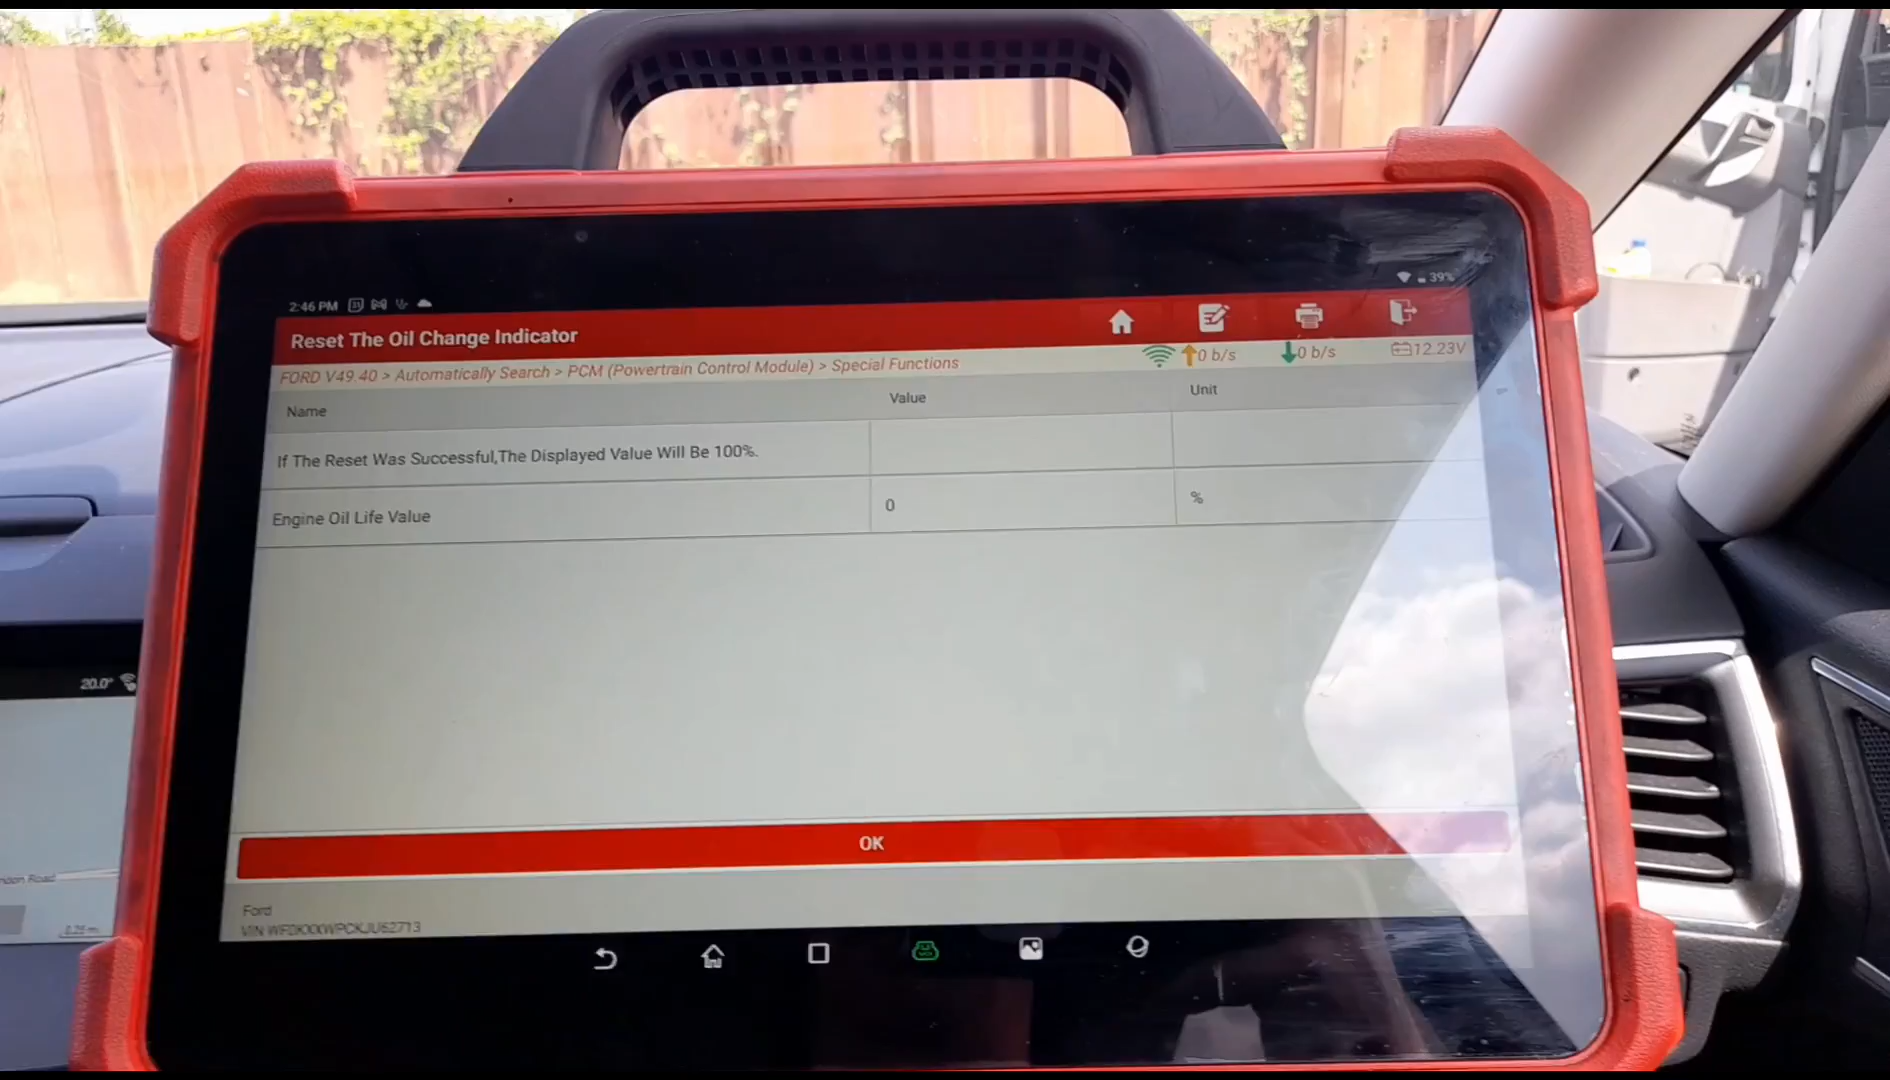 2:46 PM
39%
Reset The Oil Change Indicator
FORD V49.40 > Automatically Search > PCM (Powertrain Control Module) > Special Functions
0 b/s
0 b/s
12.23V
Name
Value
Unit
If The Reset Was Successful,The Displayed Value Will Be 100%.
Engine Oil Life Value
0
%
20.0°
OK
Road
Ford
VIN